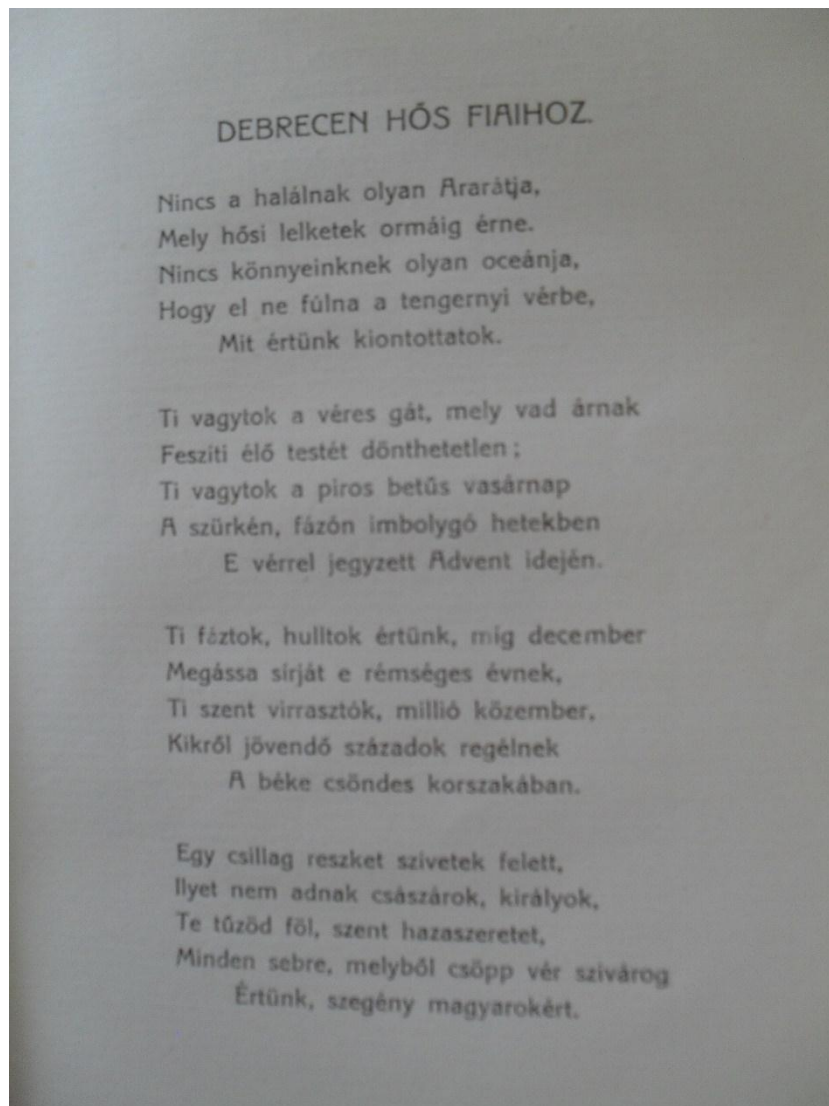 DEBRECEN HŐS FIAIHOZ.
Nincs a halálnak olyan Ararátja,
Mely hősi lelketek ormáig érne.
Nincs könnyeinknek olyan oceánja,
Hogy el ne fúlna a tengernyi vérbe,
Mit értünk kiontottatok.
Ti vagytok a véres gát, mely vad árnak
Feszíti élő testét dönthetetlen;
Ti vagytok a piros betűs vasárnap
A szürkén, fázón imbolygó hetekben
E vérrel jegyzett Advent idején.
Ti fáztok, hulltok értünk, míg december
Megássa sírját e rémséges évnek,
Ti szent virrasztók, millió közember,
Kikről jövendő századok regélnek
A béke csöndes korszakában.
Egy csillag reszket szivetek felett,
Ilyet nem adnak császárok, királyok,
Te tűzöd föl, szent hazaszeretet,
Minden sebre, melyből csöpp vér szivárog
Értünk, szegény magyarokért.